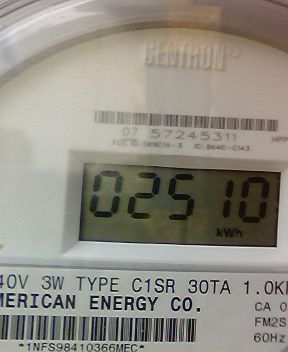 CENTRON
07 57245311
02510
kWh
40V 3W TYPE C1SR 30TA 1.0K
MERICAN ENERGY CO. CA 0
FM2S
60Hz
*1NFS98410366MEC*